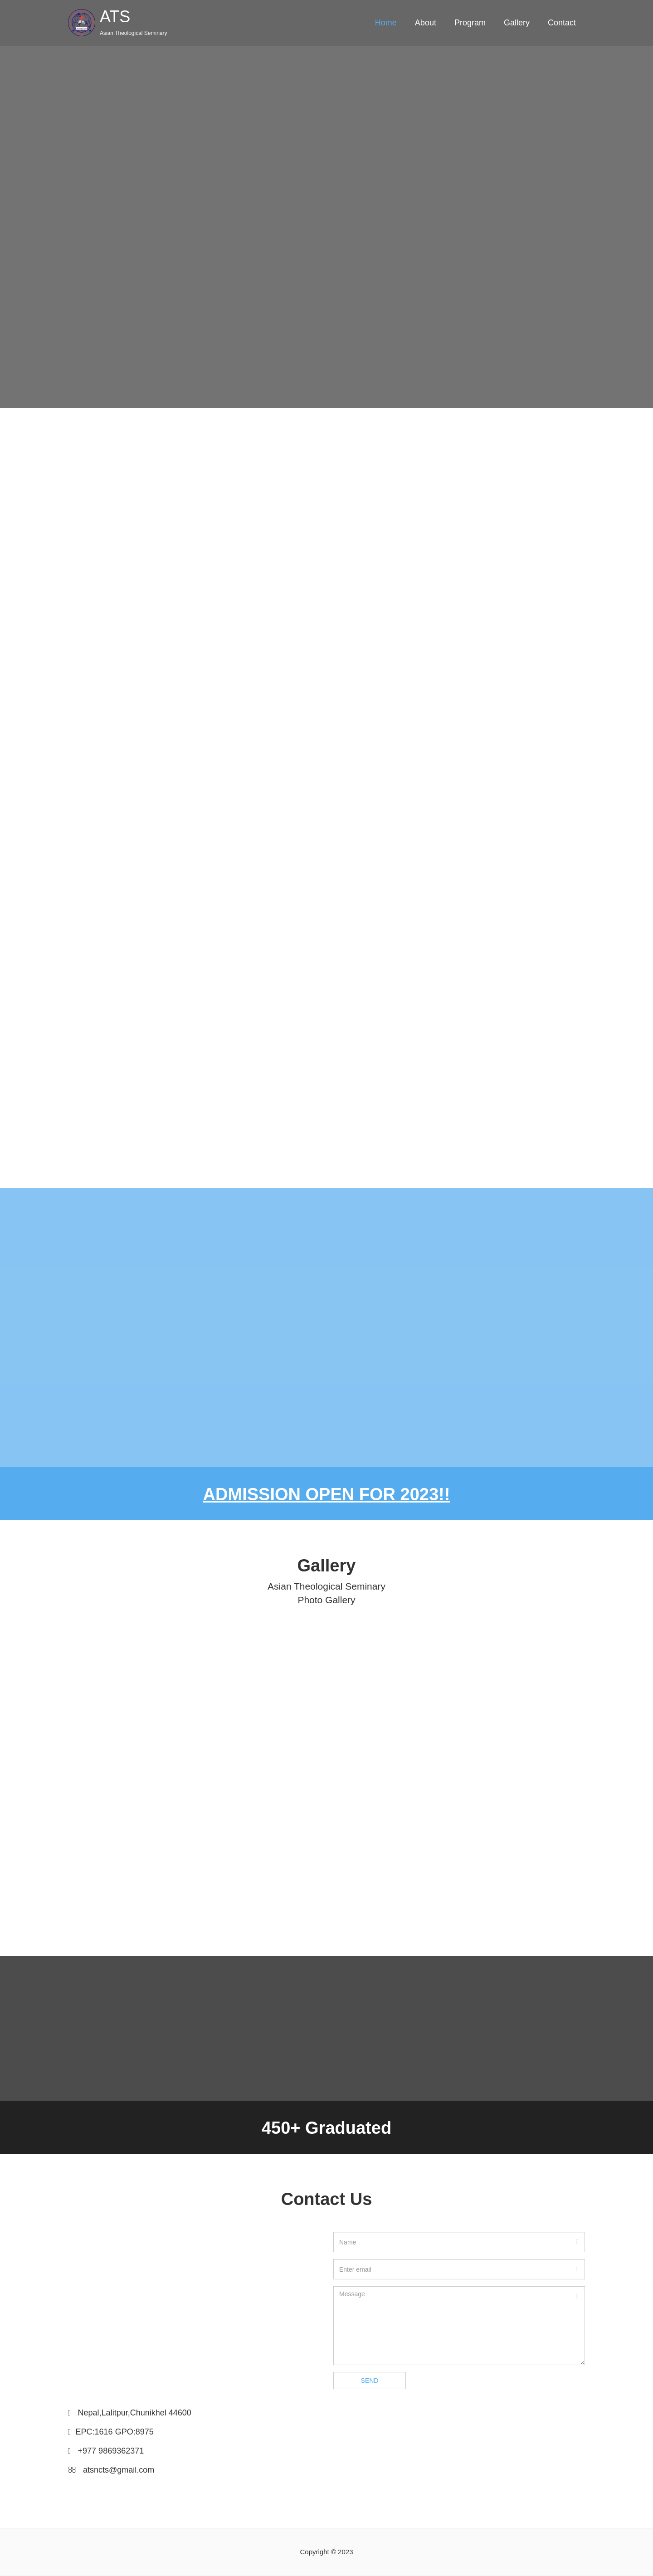 ATS
Asian Theological Seminary
Home About Program Gallery Contact
ADMISSION OPEN FOR 2023!!
Gallery
Asian Theological Seminary
Photo Gallery
450+ Graduated
Contact Us
Name
Enter email
Message
SEND
Nepal,Lalitpur,Chunikhel 44600
EPC:1616 GPO:8975
+977 9869362371
atsncts@gmail.com
Copyright © 2023